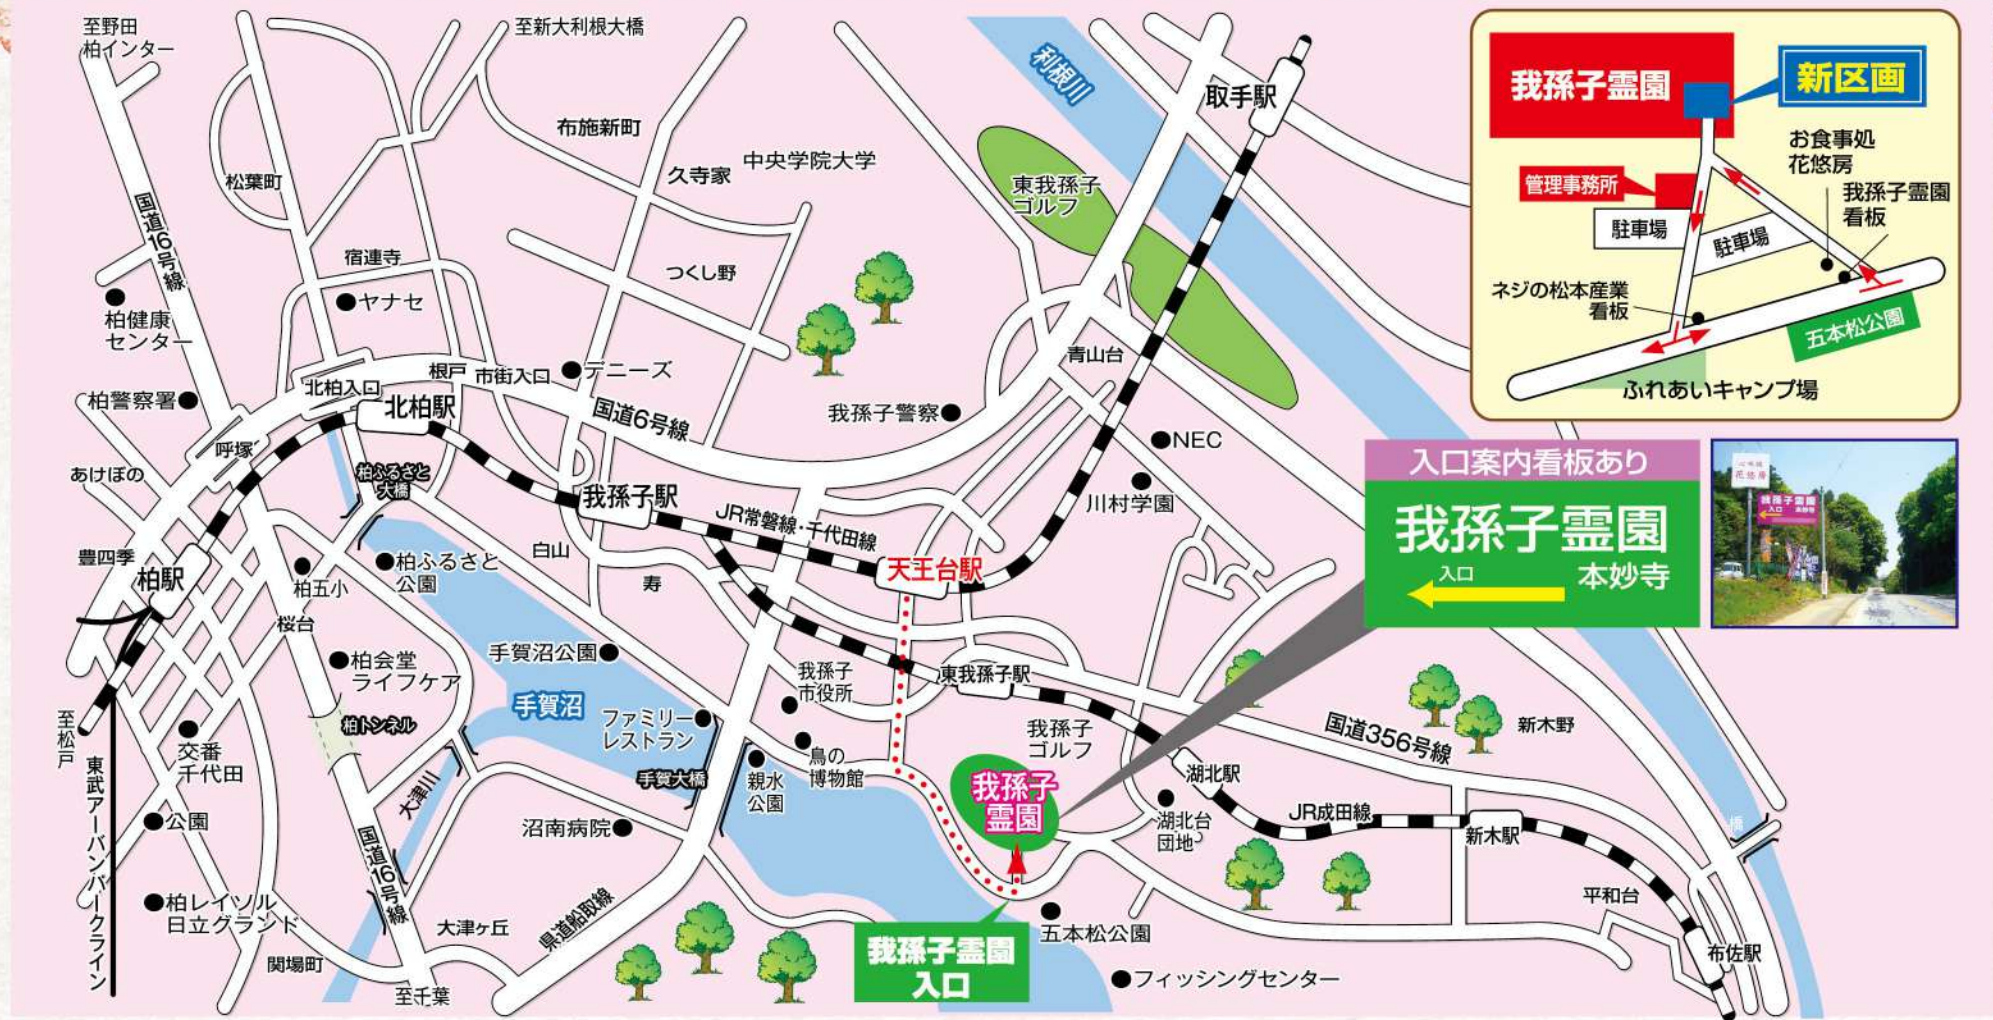 至野田
柏インター
至新大利根大橋
利根川
取手駅
布施新町
久寺家
中央学院大学
松葉町
国道16号線
東我孫子
ゴルフ
宿連寺
つくし野
ヤナセ
柏健康
センター
青山台
北柏入口
根戸
市街入口
デニーズ
柏警察署
北柏駅
国道6号線
我孫子警察
NEC
呼塚
あけぼの
柏ふるさと
大橋
我孫子駅
JR常磐線・千代田線
川村学園
豊四季
柏駅
柏五小
柏ふるさと
公園
白山
寿
天王台駅
桜台
柏会堂
ライフケア
手賀沼公園
我孫子
市役所
東我孫子駅
手賀沼
ファミリー
レストラン
柏トンネル
至松戸
交番
千代田
大津川
手賀大橋
親水
公園
鳥の
博物館
我孫子
ゴルフ
国道356号線
新木野
湖北駅
我孫子
霊園
湖北台
団地
JR成田線
新木駅
橋
東武アーバンパークライン
公園
沼南病院
国道16号線
柏レイソル
日立グランド
大津ヶ丘
県道船取線
平和台
五本松公園
我孫子霊園
入口
関場町
至千葉
フィッシングセンター
布佐駅
我孫子霊園
新区画
お食事処
花悠房
管理事務所
我孫子霊園
看板
駐車場
駐車場
ネジの松本産業
看板
五本松公園
ふれあいキャンプ場
入口案内看板あり
我孫子霊園
入口
本妙寺
花悠房
我孫子霊園
入口 本妙寺